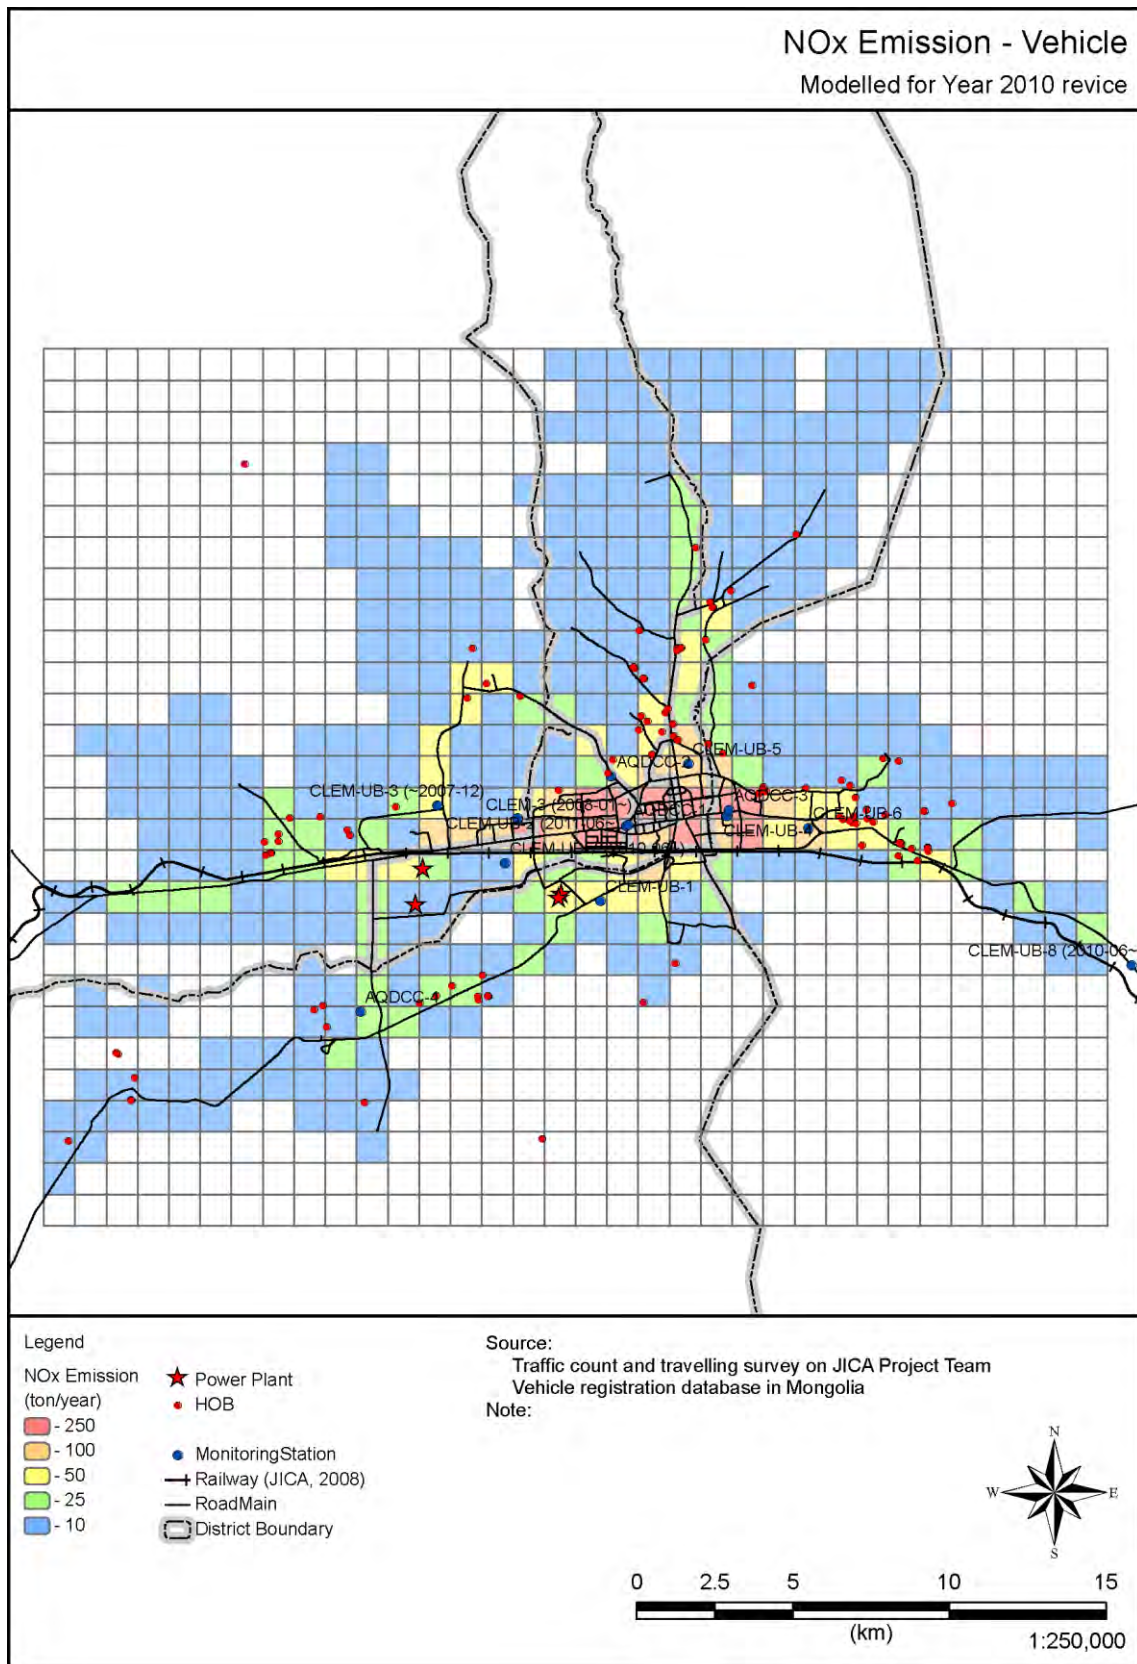 NOx Emission - Vehicle
Modelled for Year 2010 revice
CLEM-UB-5
AQDCC-2
CLEM-UB-3 (~2007-12)
CLEM-3 (2008-01~)
AQDCC-1
AQDCC-3
CLEM-UB-6
(2011-06~)
CLEM-UB-4
CLEM-UB-1
CLEM-UB-8 (2010-06~
AQDCC-4
Legend
NOx Emission
(ton/year)
- 250
- 100
- 50
- 25
- 10
Power Plant
HOB
MonitoringStation
Railway (JICA, 2008)
RoadMain
District Boundary
Source:
Traffic count and travelling survey on JICA Project Team
Vehicle registration database in Mongolia
Note:
N
W E
S
0 2.5 5 10 15
(km)
1:250,000